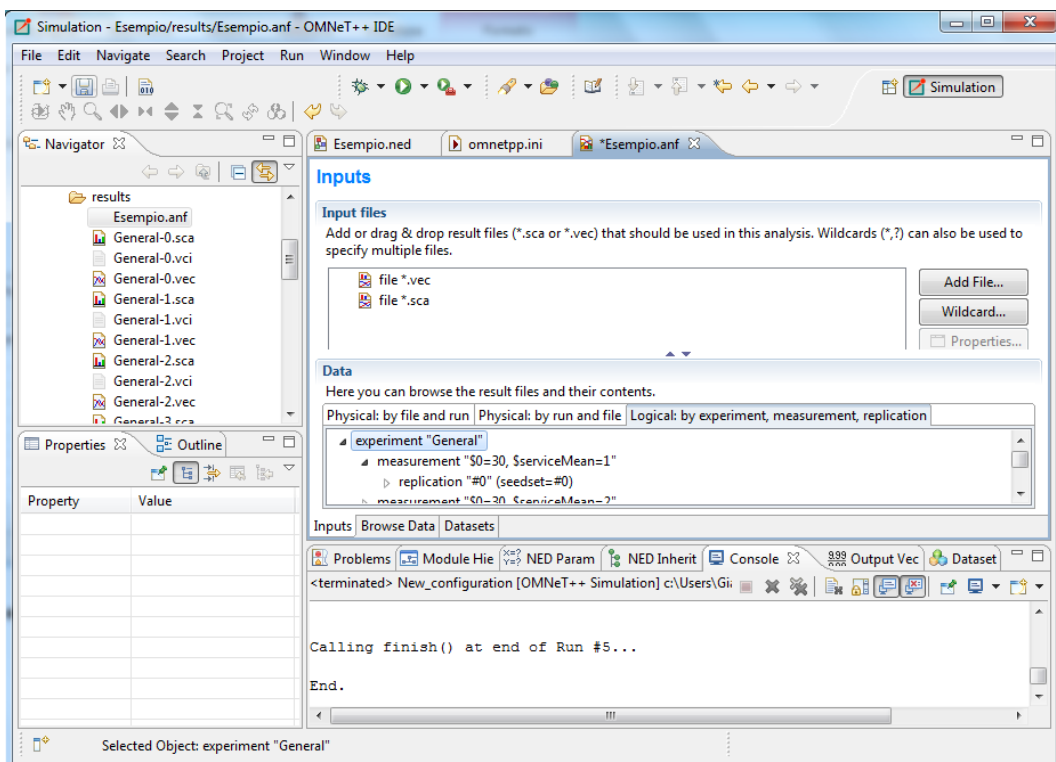 Simulation - Esempio/results/Esempio.anf - OMNeT++ IDE
File Edit Navigate Search Project Run Window Help
Simulation
Navigator
results
Esempio.anf
General-0.sca
General-0.vci
General-0.vec
General-1.sca
General-1.vci
General-1.vec
General-2.sca
General-2.vci
General-2.vec
General-3.sca
Properties Outline
Property Value
Esempio.ned omnetpp.ini *Esempio.anf
Inputs
Input files
Add or drag & drop result files (*.sca or *.vec) that should be used in this analysis. Wildcards (*,?) can also be used to
specify multiple files.
file *.vec
file *.sca
Add File...
Wildcard...
Properties...
Data
Here you can browse the result files and their contents.
Physical: by file and run Physical: by run and file Logical: by experiment, measurement, replication
experiment "General"
measurement "$0=30, $serviceMean=1"
replication "#0" (seedset=#0)
measurement "$0=30, $serviceMean=2"
Inputs Browse Data Datasets
Problems Module Hie NED Param NED Inherit Console Output Vec Dataset
<terminated> New_configuration [OMNeT++ Simulation] c:\Users\Gi
Calling finish() at end of Run #5...
End.
Selected Object: experiment "General"